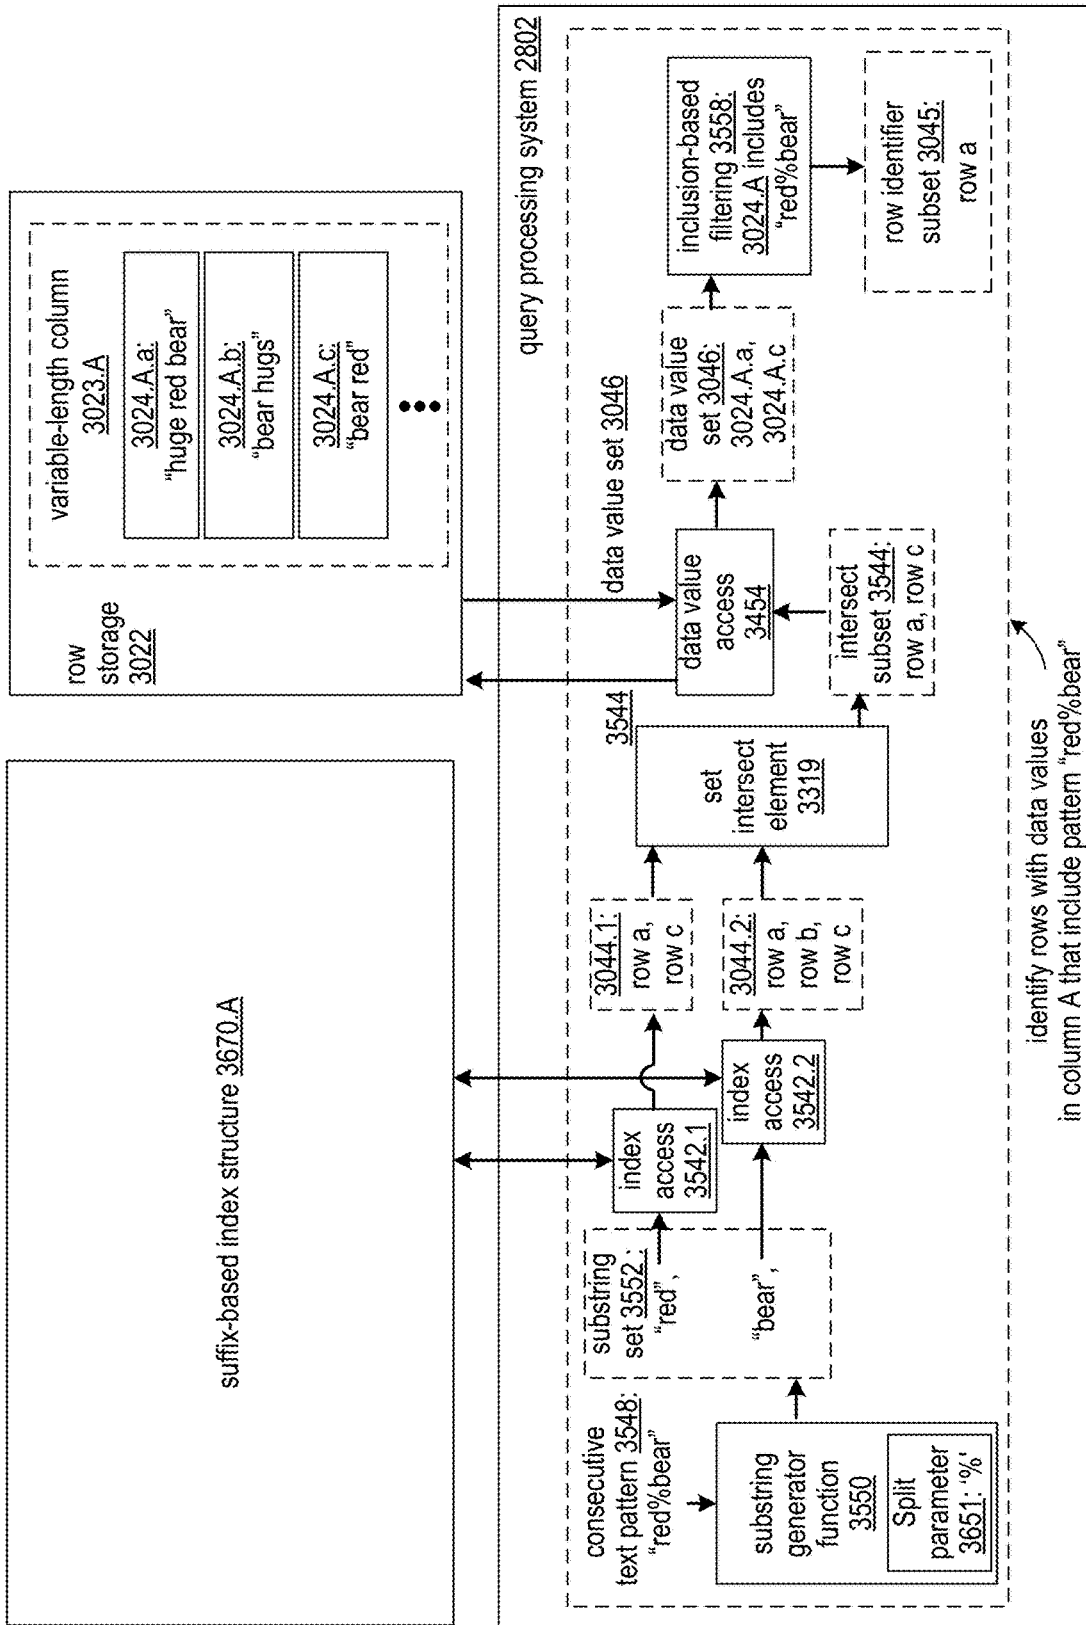 suffix-based index structure 3670.A
row
storage
3022
variable-length column
3023.A
3024.A.a:
“huge red bear”
3024.A.b:
“bear hugs”
3024.A.c:
“bear red”
query processing system 2802
consecutive
text pattern 3548:
“red%bear”
substring
generator
function
3550
Split
parameter
3651: ‘%'
substring
set 3552 :
“red”,
“bear”,
index
access
3542.1
index
access
3542.2
3044.1:
row a,
row c
3044.2:
row a,
row b,
row c
set
intersect
element
3319
3544
intersect
subset 3544:
row a, row c
data value
access
3454
data value set 3046
data value
set 3046:
3024.A.a,
3024.A.c
inclusion-based
filtering 3558:
3024.A includes
“red%bear”
row identifier
subset 3045:
row a
identify rows with data values
in column A that include pattern “red%bear”